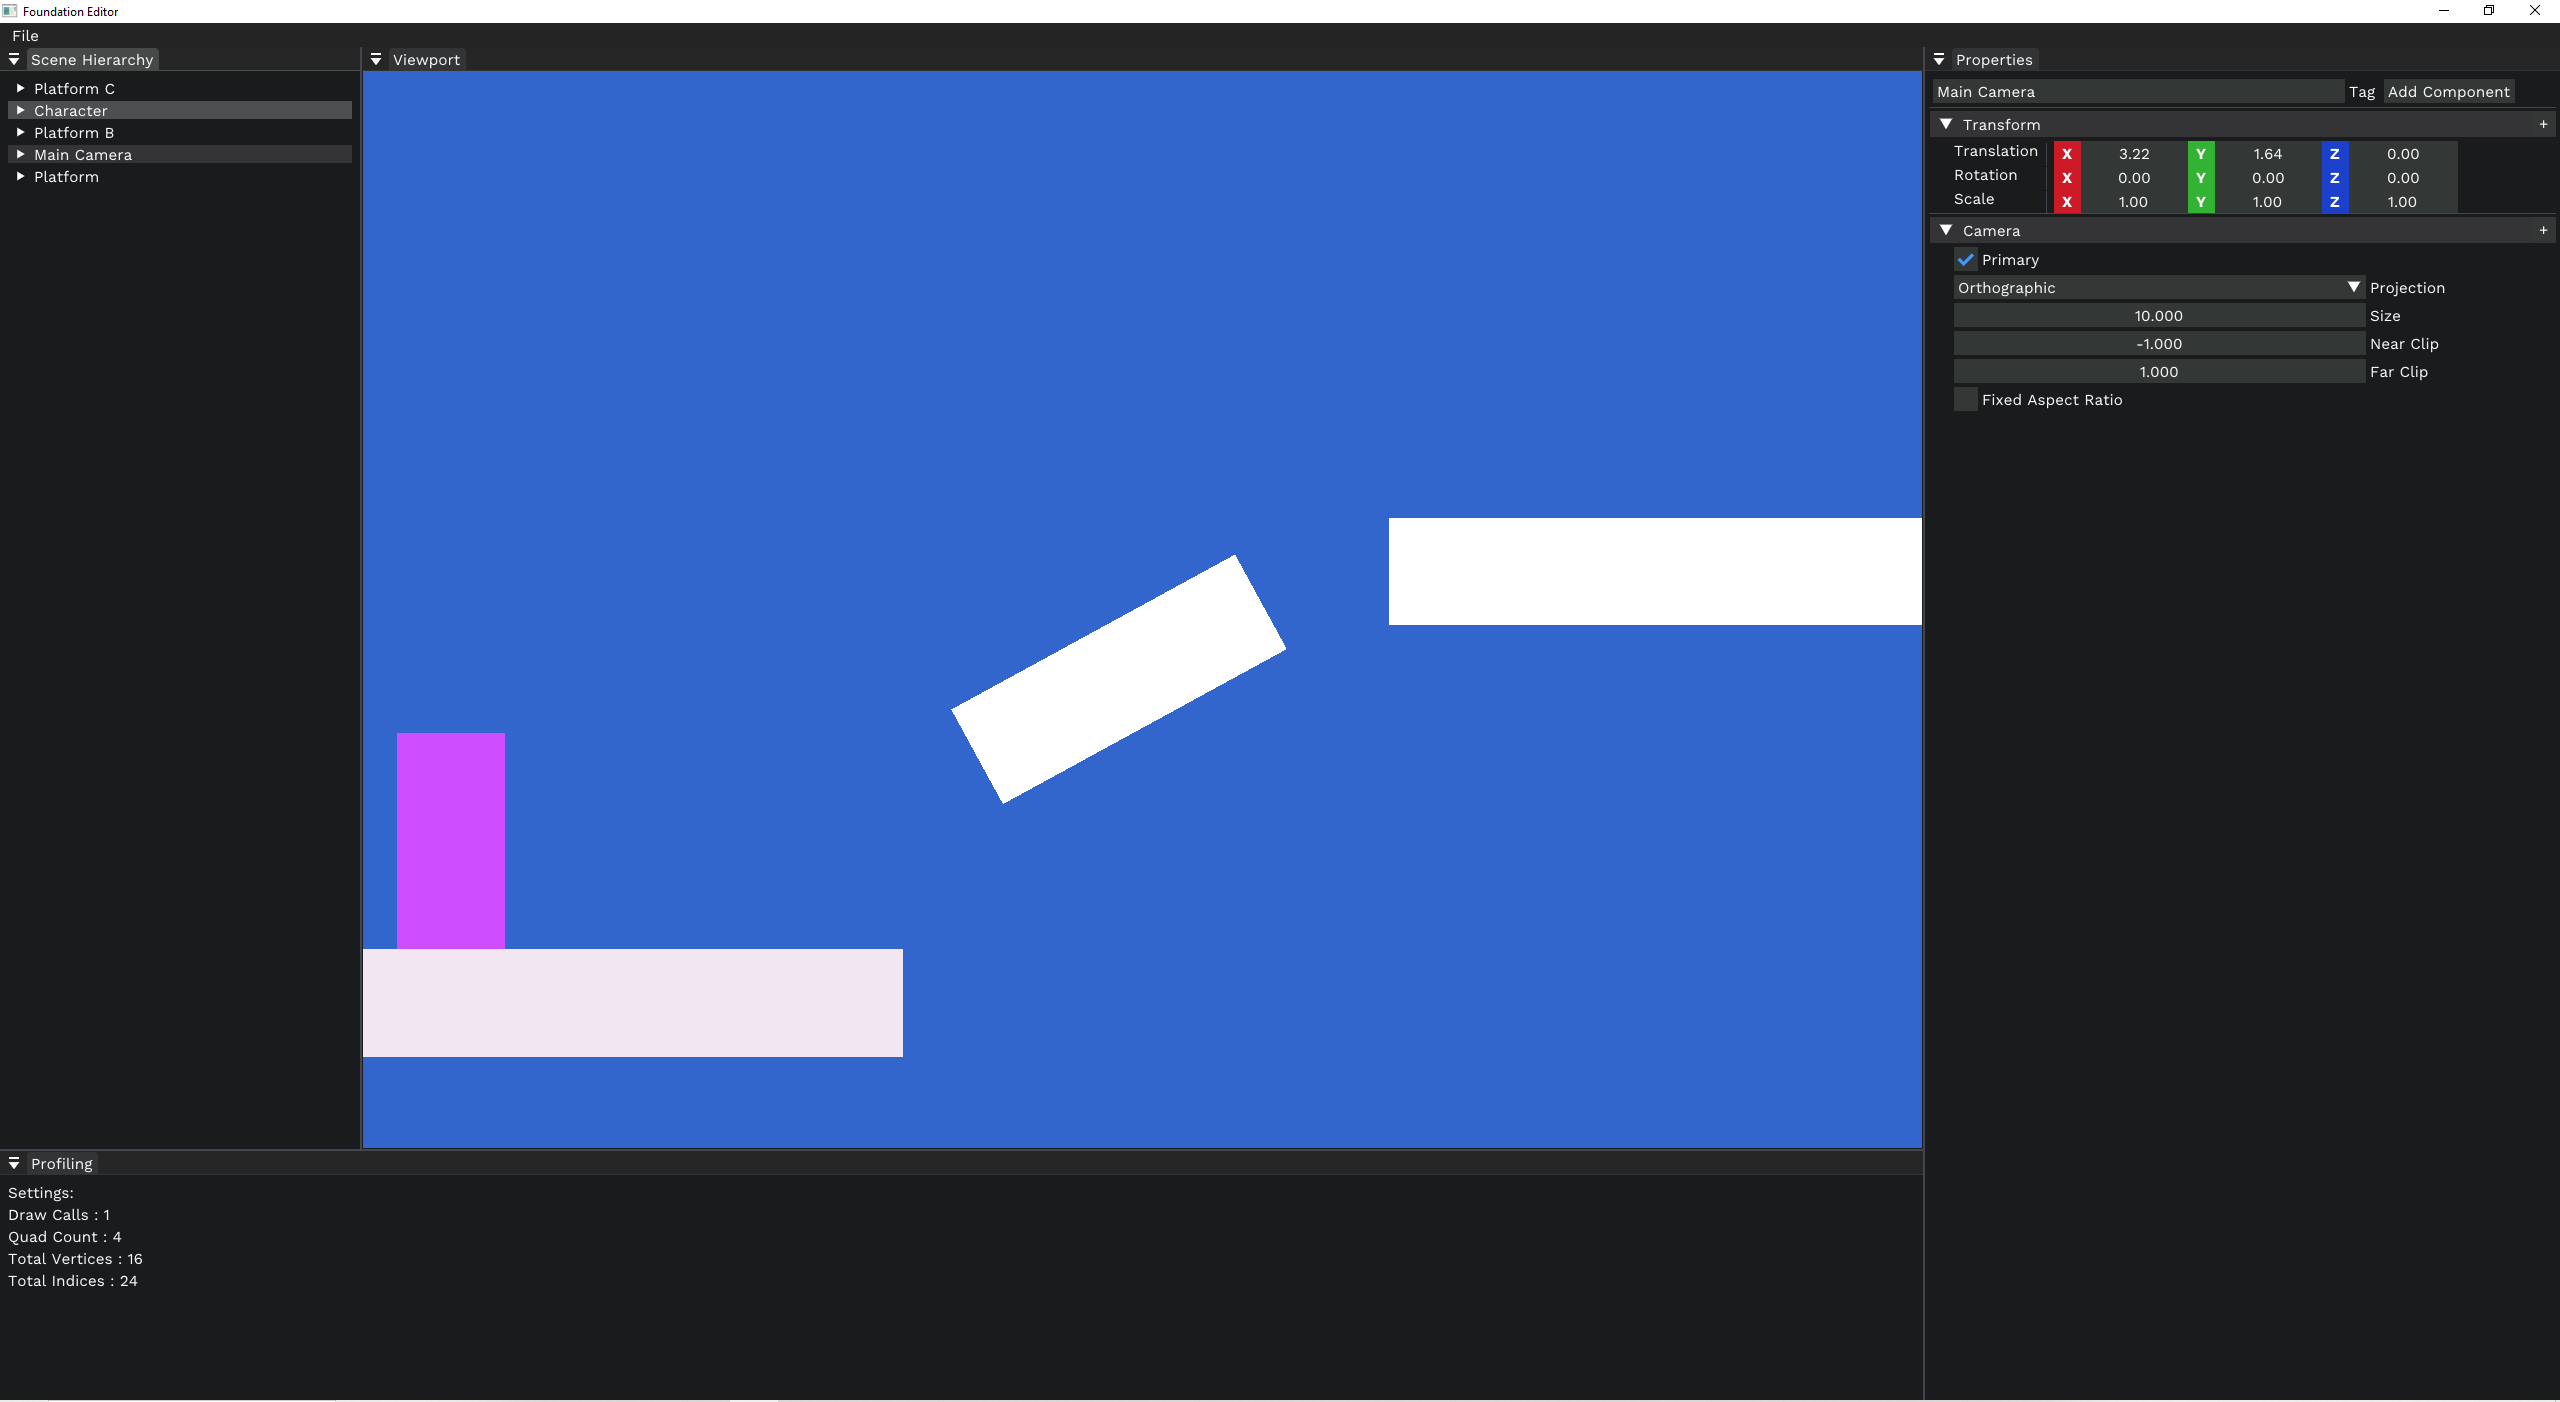 Foundation Editor
File
Scene Hierarchy
Platform C
Character
Platform B
Main Camera
Platform
Viewport
Properties
Main Camera Tag Add Component
Transform +
Translation X 3.22 Y 1.64 Z 0.00
Rotation X 0.00 Y 0.00 Z 0.00
Scale X 1.00 Y 1.00 Z 1.00
Camera +
Primary
Orthographic Projection
10.000 Size
-1.000 Near Clip
1.000 Far Clip
Fixed Aspect Ratio
Profiling
Settings:
Draw Calls : 1
Quad Count : 4
Total Vertices : 16
Total Indices : 24